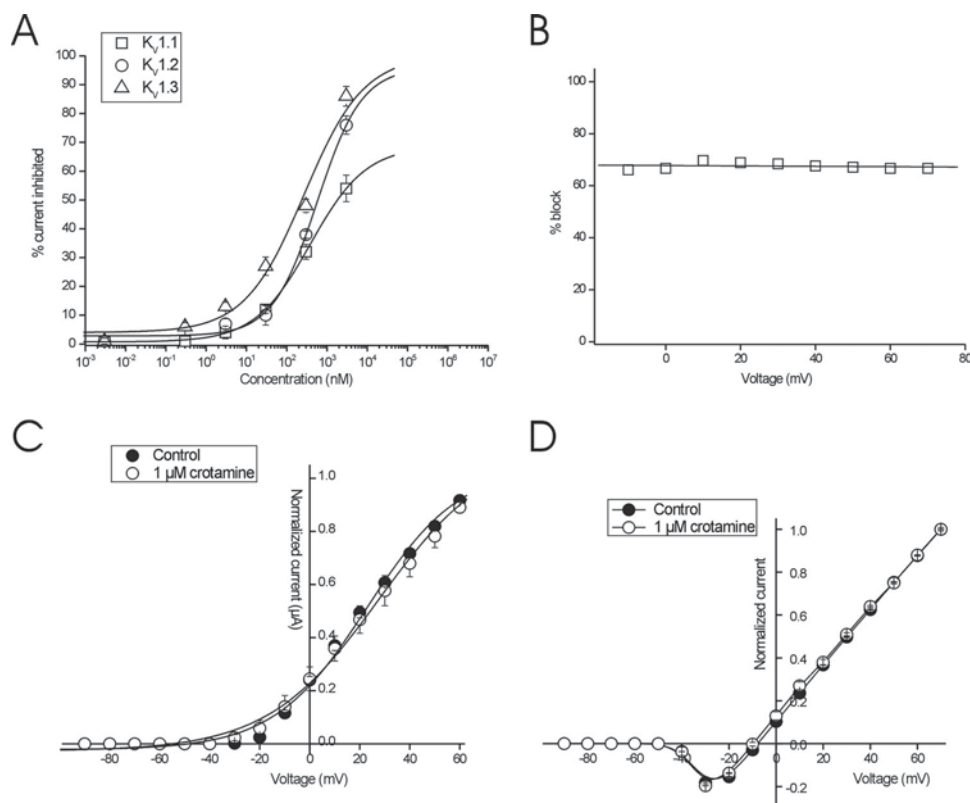 A
K_V1.1
K_V1.2
K_V1.3
% current inhibited
100
90
80
70
60
50
40
30
20
10
0
10⁻³ 10⁻² 10⁻¹ 10⁰ 10¹ 10² 10³ 10⁴ 10⁵ 10⁶ 10⁷
Concentration (nM)
B
% block
100
80
60
40
20
0
0 20 40 60 80
Voltage (mV)
C
Control
1 µM crotamine
Normalized current (µA)
1.0
0.8
0.6
0.4
0.2
0.0
-80 -60 -40 -20 0 20 40 60
Voltage (mV)
D
Control
1 µM crotamine
Normalized current
1.0
0.8
0.6
0.4
0.2
0.0
-0.2
-80 -60 -40 -20 0 20 40 60
Voltage (mV)